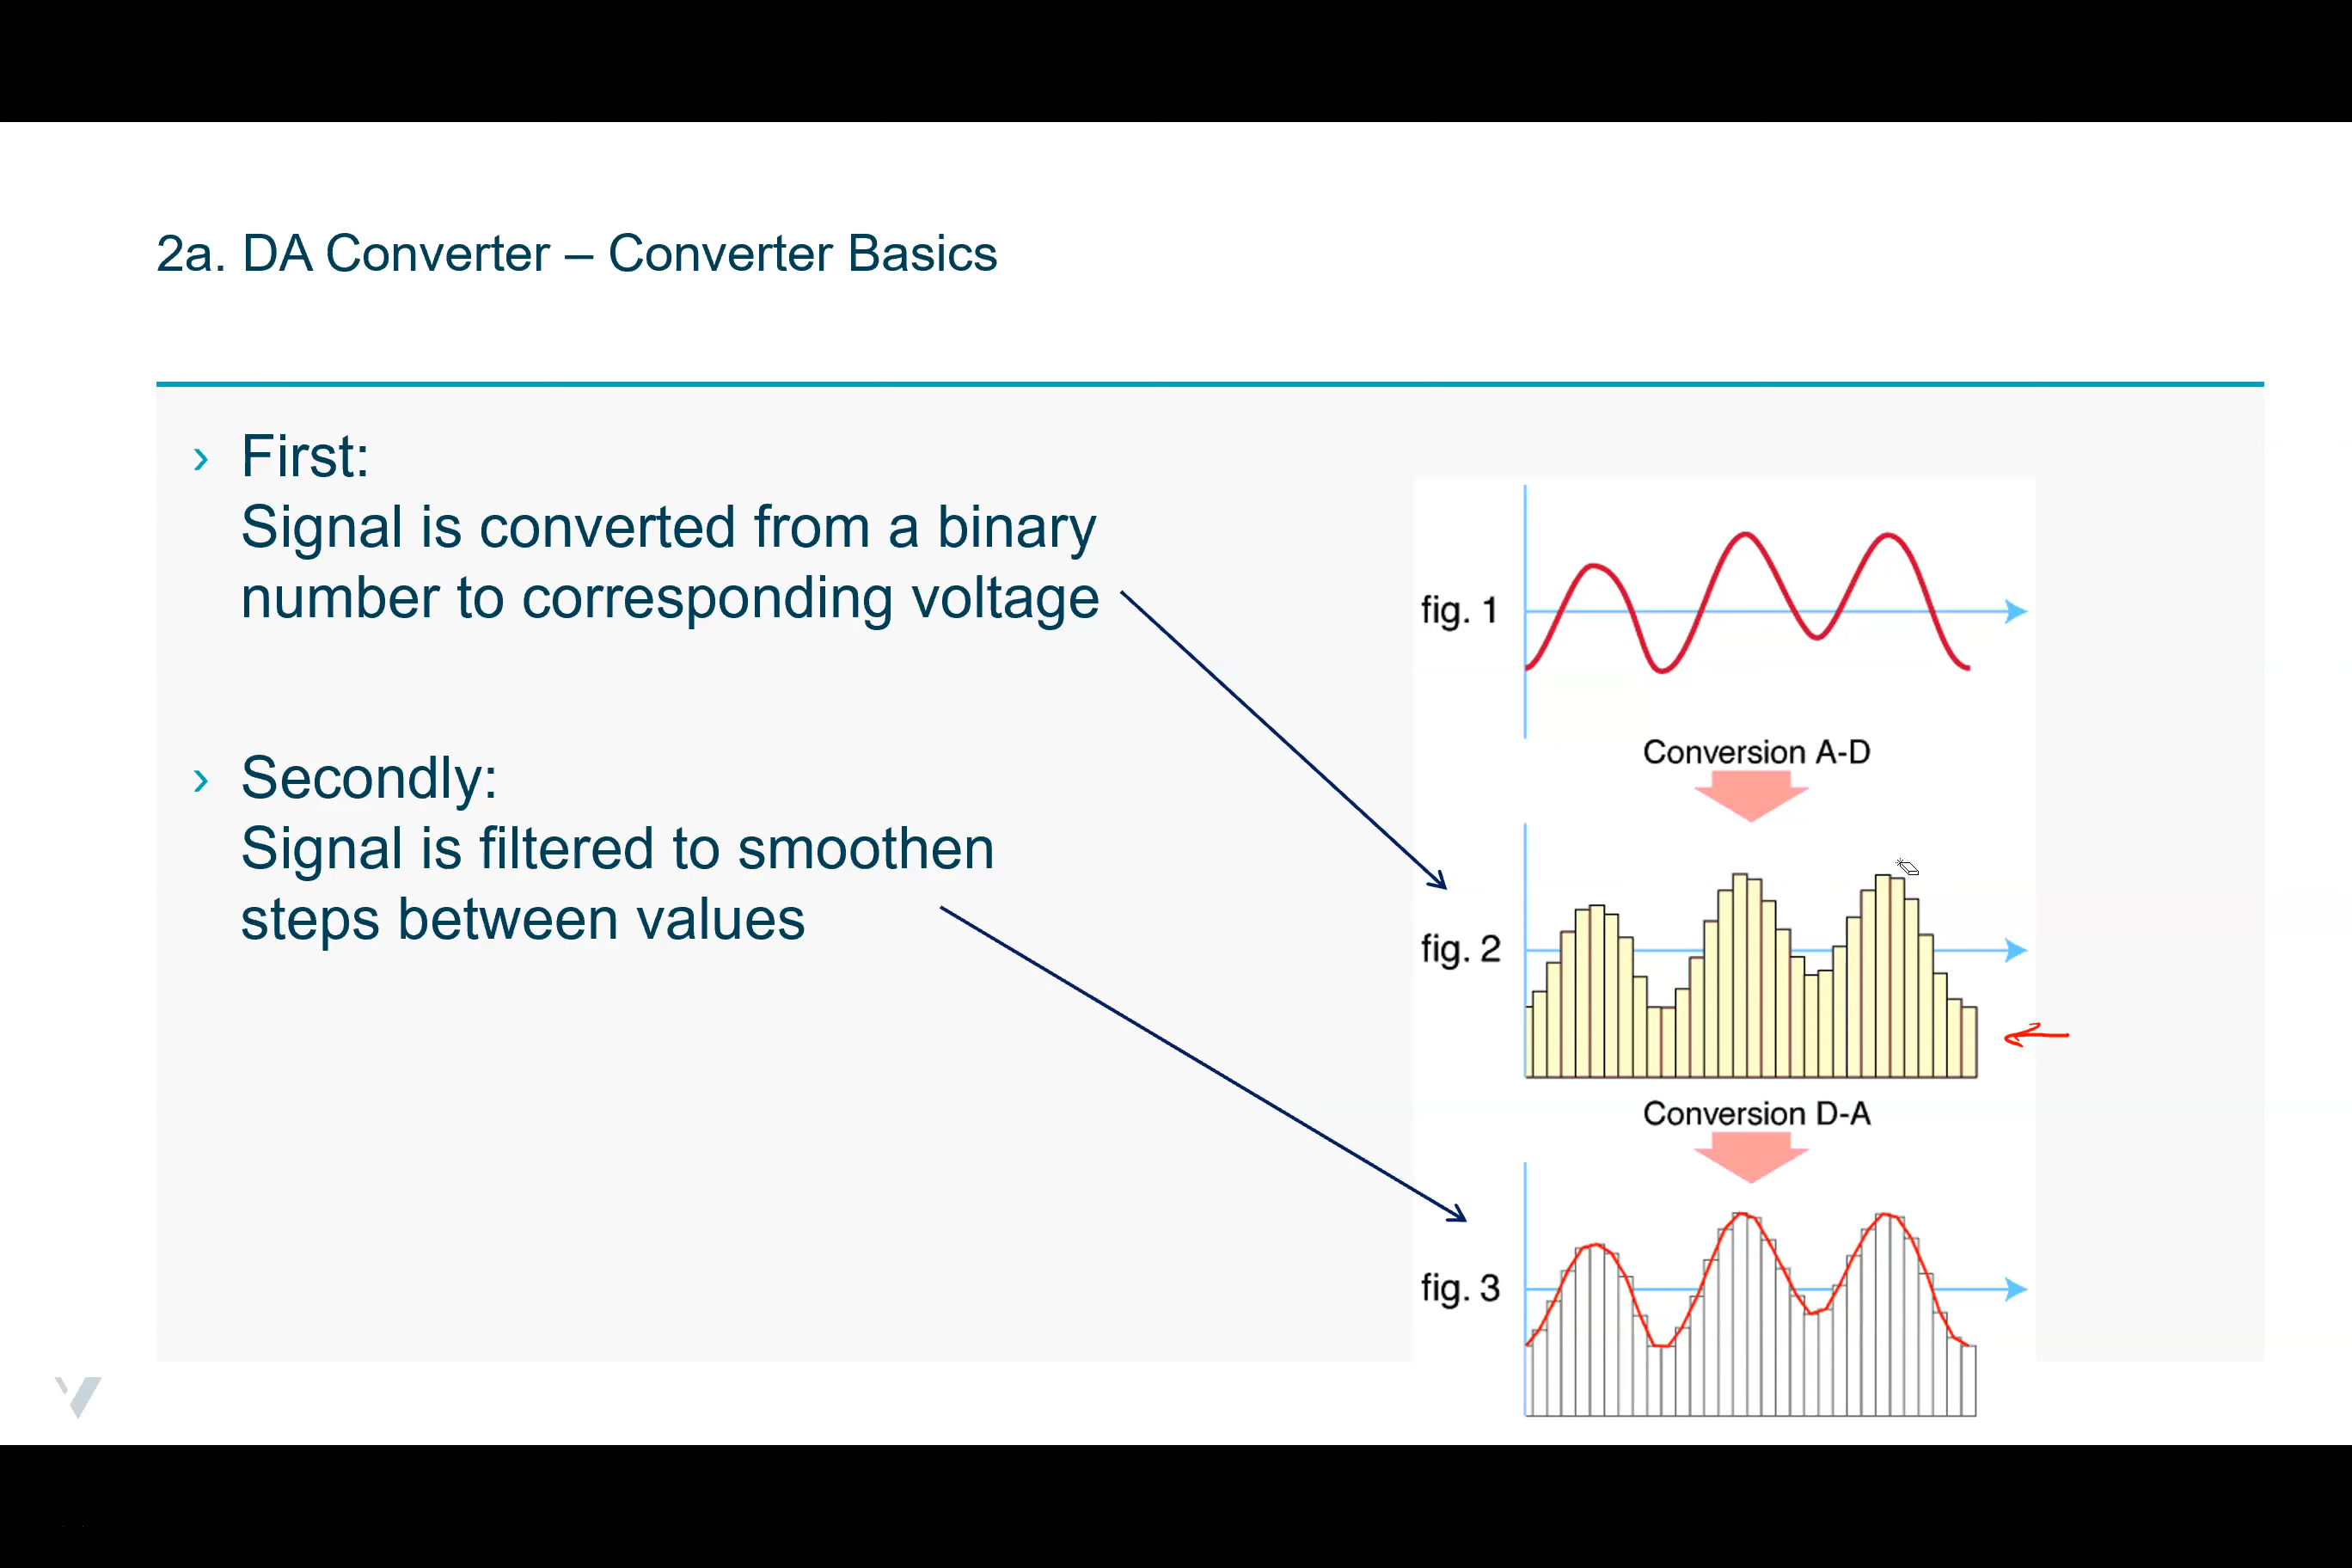 2a. DA Converter – Converter Basics
› First:
Signal is converted from a binary
number to corresponding voltage
› Secondly:
Signal is filtered to smoothen
steps between values
fig. 1
Conversion A-D
fig. 2
Conversion D-A
fig. 3